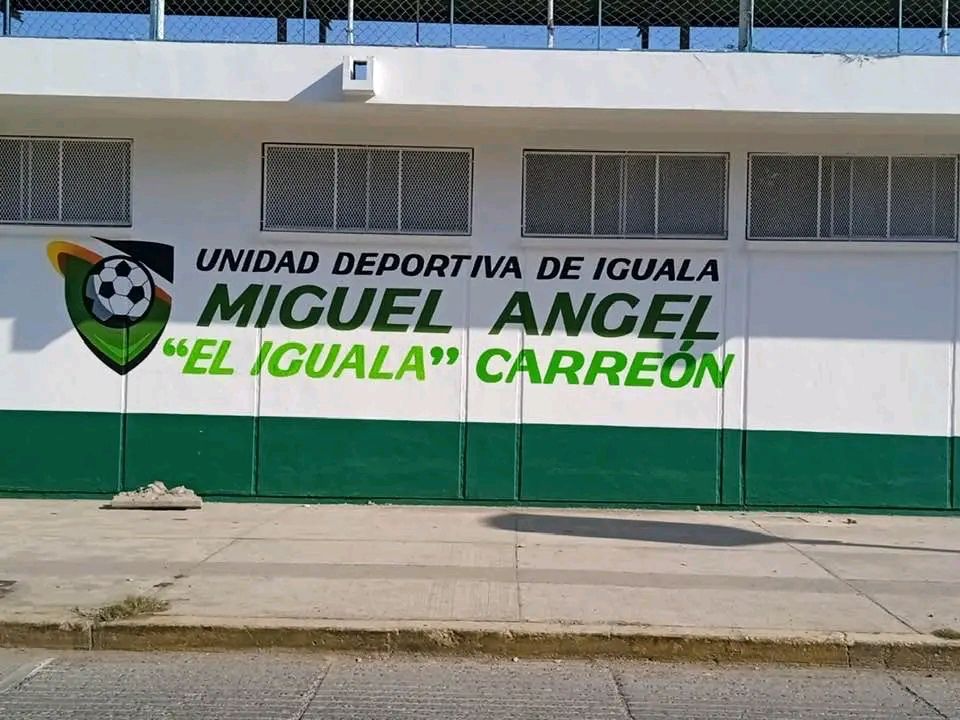 UNIDAD DEPORTIVA DE IGUALA
MIGUEL ANGEL
"EL IGUALA" CARREÓN